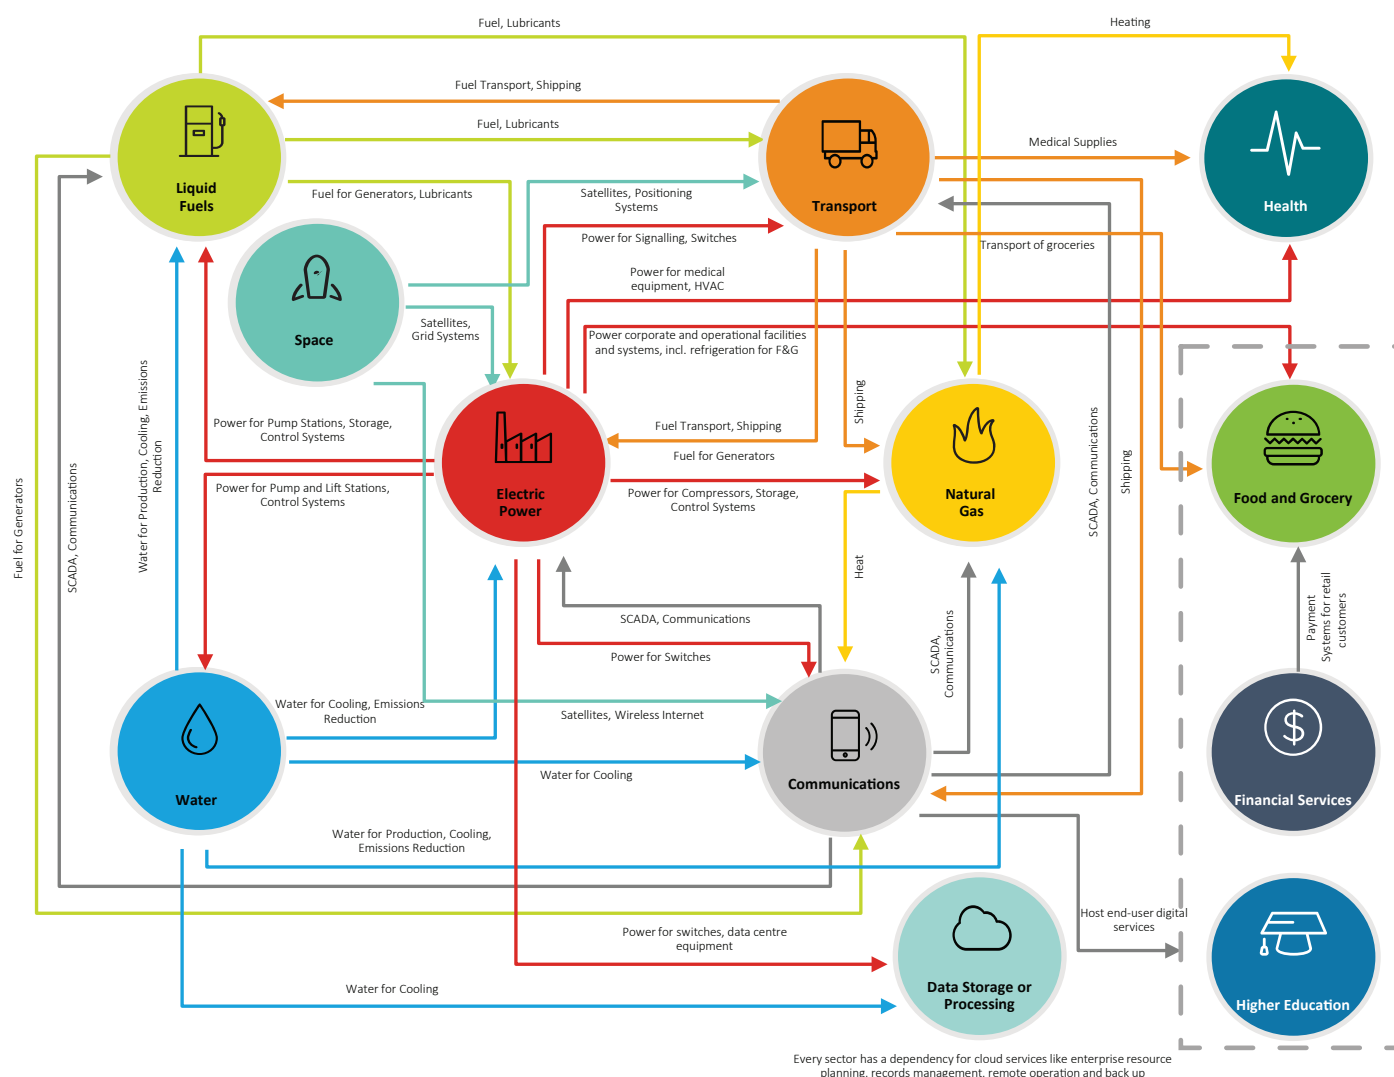 Fuel, Lubricants
Heating
Fuel Transport, Shipping
Fuel, Lubricants
Medical Supplies
Liquid
Fuels
Fuel for Generators, Lubricants
Satellites, Positioning
Systems
Transport
Health
Power for Signalling, Switches
Transport of groceries
Power for medical
equipment, HVAC
Space
Satellites,
Grid Systems
Power corporate and operational facilities
and systems, incl. refrigeration for F&G
Water for Production, Cooling, Emissions
Reduction
Power for Pump Stations, Storage,
Control Systems
Fuel Transport, Shipping
Shipping
Fuel for Generators
SCADA, Communications
Shipping
Power for Pump and Lift Stations,
Control Systems
Electric
Power
Power for Compressors, Storage,
Control Systems
Natural
Gas
Food and Grocery
Fuel for Generators
SCADA, Communications
Heat
SCADA, Communications
Power for Switches
SCADA,
Communications
Payment
Systems for retail
customers
Water for Cooling, Emissions
Reduction
Satellites, Wireless Internet
Water for Cooling
Communications
Water
Financial Services
Water for Production, Cooling,
Emissions Reduction
Host end-user digital
services
Power for switches, data centre
equipment
Water for Cooling
Data Storage or
Processing
Higher Education
Every sector has a dependency for cloud services like enterprise resource
planning, records management, remote operation and back up